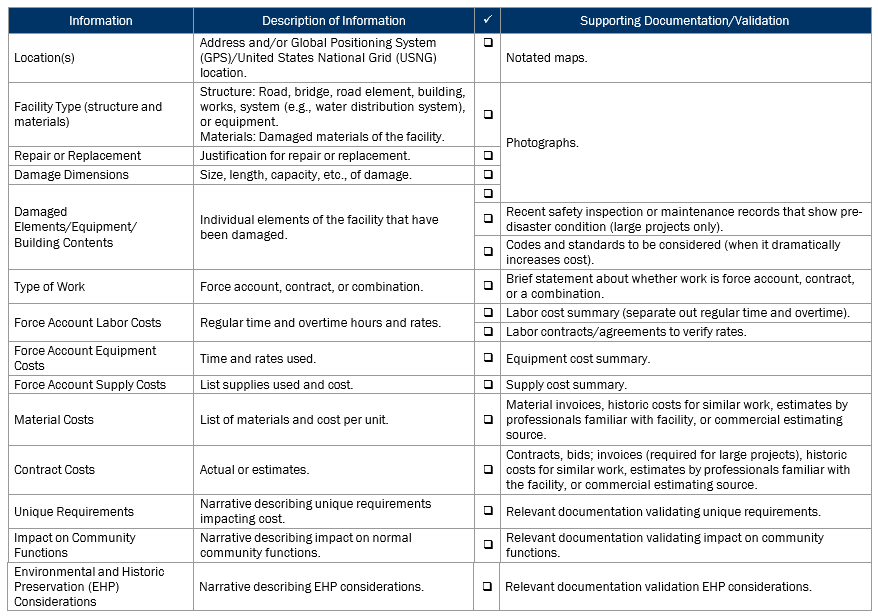 Information Description of Information ✓ Supporting Documentation/Validation
Location(s)
Address and/or Global Positioning System
(GPS)/United States National Grid (USNG)
location.
❑
Notated maps.
Facility Type (structure and
materials)
Structure: Road, bridge, road element, building,
works, system (e.g., water distribution system),
or equipment.
Materials: Damaged materials of the facility.
❑
Photographs.
Repair or Replacement
Justification for repair or replacement.
❑
Damage Dimensions
Size, length, capacity, etc., of damage.
❑
Damaged
Elements/Equipment/
Building Contents
Individual elements of the facility that have
been damaged.
❑
❑
Recent safety inspection or maintenance records that show pre-
disaster condition (large projects only).
❑
Codes and standards to be considered (when it dramatically
increases cost).
Type of Work
Force account, contract, or combination.
❑
Brief statement about whether work is force account, contract,
or a combination.
Force Account Labor Costs
Regular time and overtime hours and rates.
❑
Labor cost summary (separate out regular time and overtime).
❑
Labor contracts/agreements to verify rates.
Force Account Equipment
Costs
Time and rates used.
❑
Equipment cost summary.
Force Account Supply Costs
List supplies used and cost.
❑
Supply cost summary.
Material Costs
List of materials and cost per unit.
❑
Material invoices, historic costs for similar work, estimates by
professionals familiar with facility, or commercial estimating
source.
Contract Costs
Actual or estimates.
❑
Contracts, bids; invoices (required for large projects), historic
costs for similar work, estimates by professionals familiar with
the facility, or commercial estimating source.
Unique Requirements
Narrative describing unique requirements
impacting cost.
❑
Relevant documentation validating unique requirements.
Impact on Community
Functions
Narrative describing impact on normal
community functions.
❑
Relevant documentation validating impact on community
functions.
Environmental and Historic
Preservation (EHP)
Considerations
Narrative describing EHP considerations.
❑
Relevant documentation validation EHP considerations.